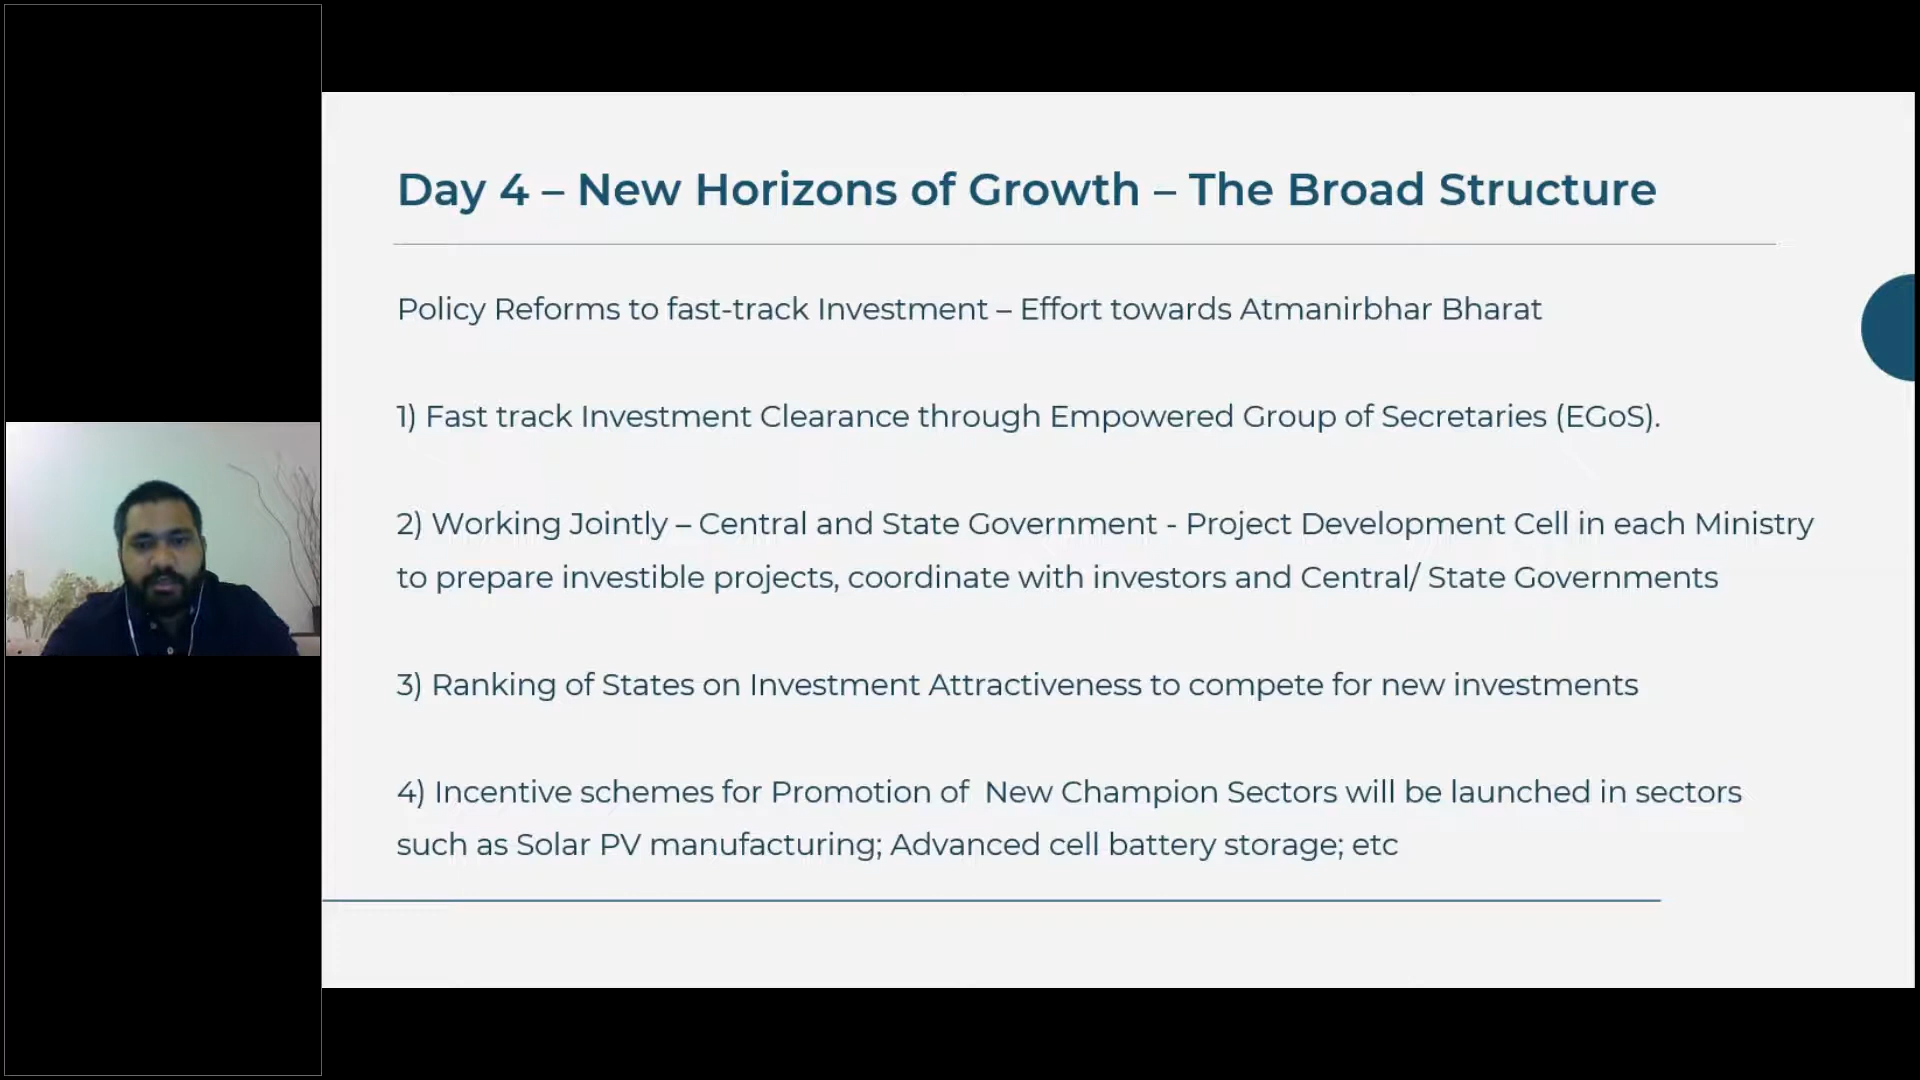 Day 4 – New Horizons of Growth – The Broad Structure
Policy Reforms to fast-track Investment – Effort towards Atmanirbhar Bharat
1) Fast track Investment Clearance through Empowered Group of Secretaries (EGoS).
2) Working Jointly – Central and State Government - Project Development Cell in each Ministry
to prepare investible projects, coordinate with investors and Central/ State Governments
3) Ranking of States on Investment Attractiveness to compete for new investments
4) Incentive schemes for Promotion of  New Champion Sectors will be launched in sectors
such as Solar PV manufacturing; Advanced cell battery storage; etc